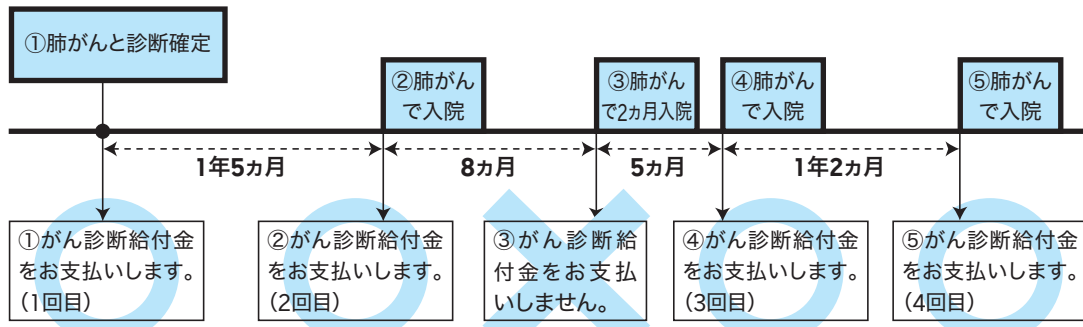 ①肺がんと診断確定
②肺がん
で入院
③肺がん
で2ヵ月入院
④肺がん
で入院
⑤肺がん
で入院
1年5ヵ月
8ヵ月
5ヵ月
1年2ヵ月
①がん診断給付金
をお支払いします。
（1回目）
②がん診断給付金
をお支払いします。
（2回目）
③がん診断給
付金をお支払
いしません。
④がん診断給付金
をお支払いします。
（3回目）
⑤がん診断給付金
をお支払いします。
（4回目）